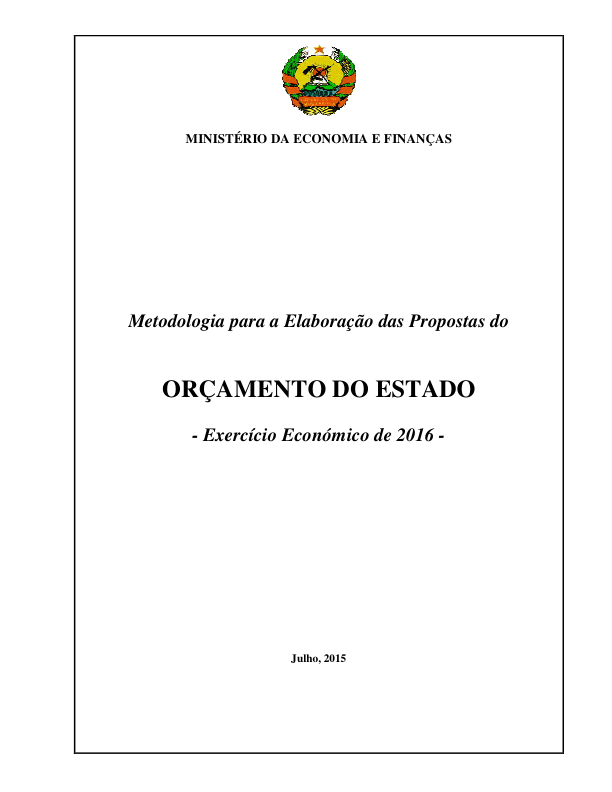 MINISTÉRIO DA ECONOMIA E FINANÇAS
Metodologia para a Elaboração das Propostas do
ORÇAMENTO DO ESTADO
- Exercício Económico de 2016 -
Julho, 2015